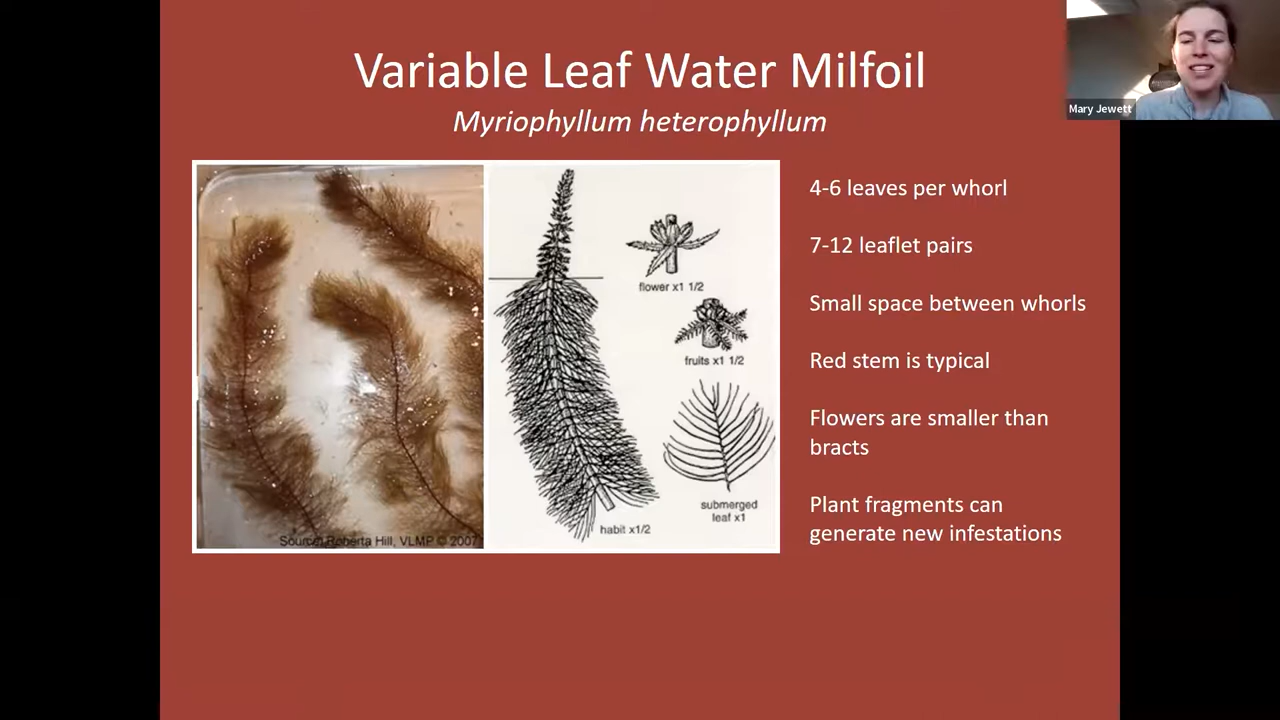 Variable Leaf Water Milfoil
Myriophyllum heterophyllum
Mary Jewett
flower x1 1/2
fruits x1 1/2
submerged
leaf x1
habit x1/2
Source: Roberta Hill, VLMP © 2007
4-6 leaves per whorl
7-12 leaflet pairs
Small space between whorls
Red stem is typical
Flowers are smaller than
bracts
Plant fragments can
generate new infestations